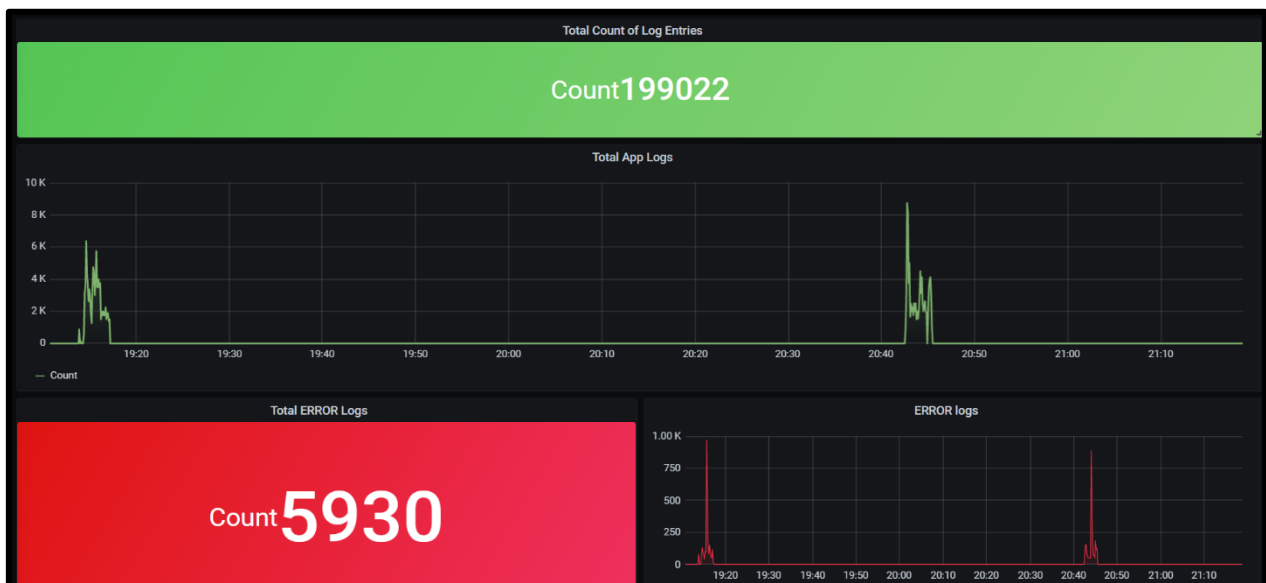 Total Count of Log Entries
Count199022
Total App Logs
10 K
8 K
6 K
4 K
2 K
0
19:20 19:30 19:40 19:50 20:00 20:10 20:20 20:30 20:40 20:50 21:00 21:10
Count
Total ERROR Logs
Count5930
ERROR logs
1.00 K
750
500
250
0
19:20 19:30 19:40 19:50 20:00 20:10 20:20 20:30 20:40 20:50 21:00 21:10